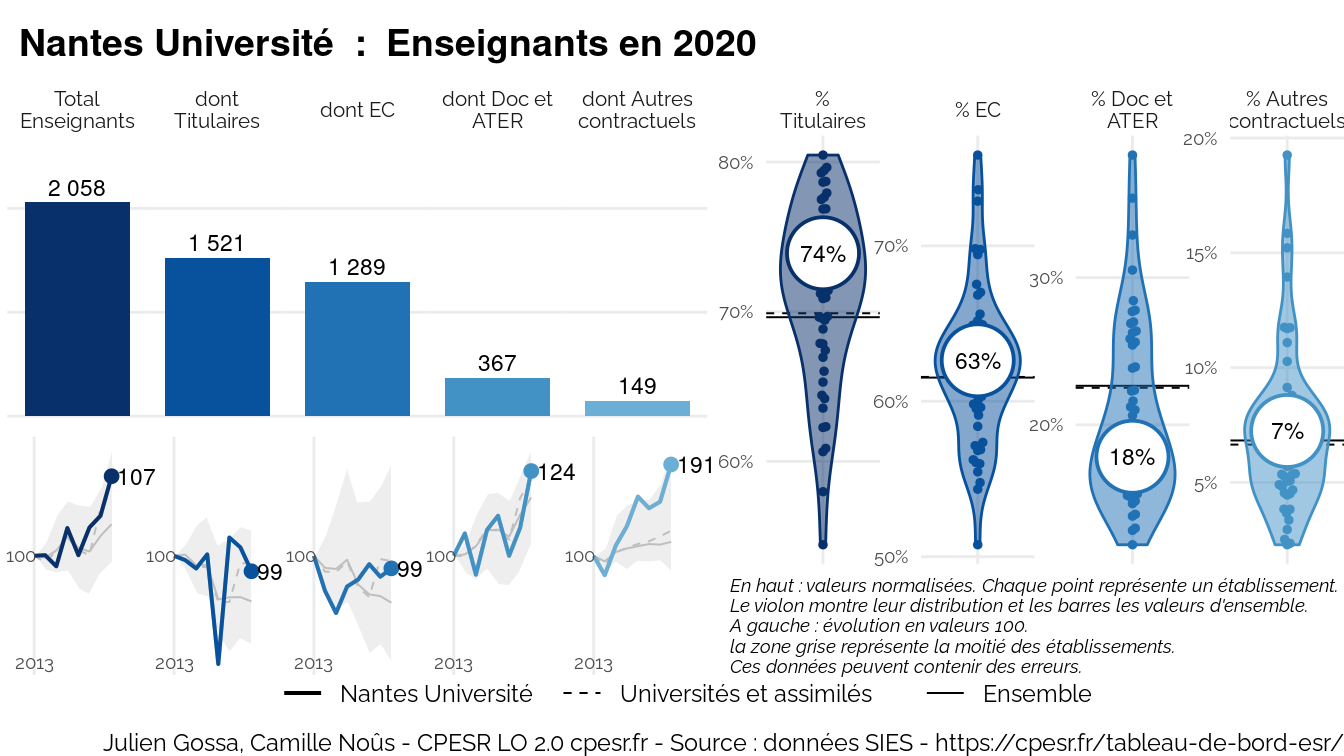 Nantes Université : Enseignants en 2020
Total
Enseignants
dont
Titulaires
dont EC
dont Doc et
ATER
dont Autres
contractuels
2 058
1 521
1 289
367
149
100
107
2013
100
99
2013
100
99
2013
100
124
2013
100
191
2013
%
Titulaires
80%
70%
60%
74%
% EC
70%
60%
50%
63%
% Doc et
ATER
30%
20%
18%
% Autres
contractuels
20%
15%
10%
5%
7%
En haut : valeurs normalisées. Chaque point représente un établissement.
Le violon montre leur distribution et les barres les valeurs d'ensemble.
A gauche : évolution en valeurs 100.
la zone grise représente la moitié des établissements.
Ces données peuvent contenir des erreurs.
Nantes Université Universités et assimilés Ensemble
Julien Gossa, Camille Noûs - CPESR LO 2.0 cpesr.fr - Source : données SIES - https://cpesr.fr/tableau-de-bord-esr/